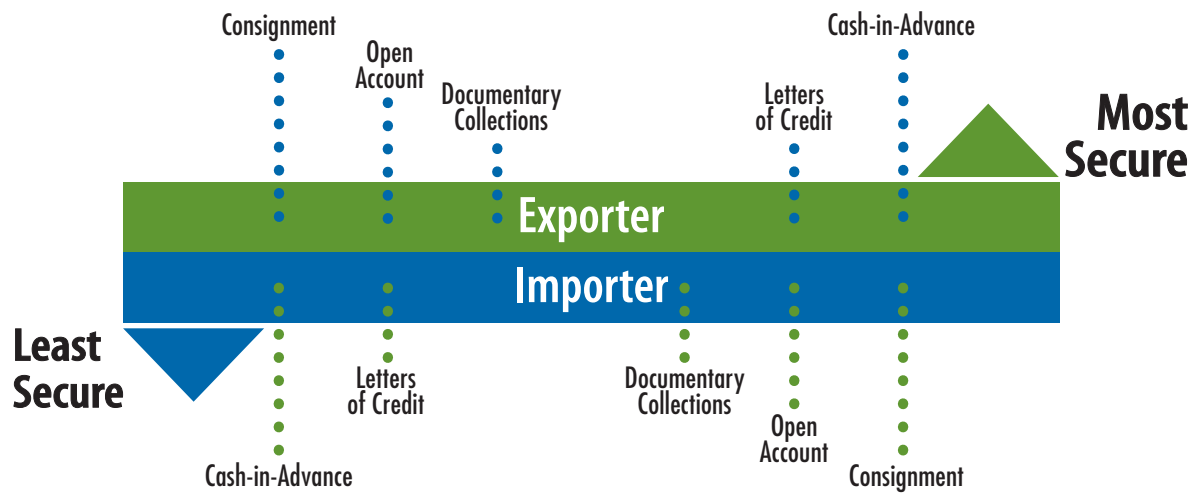 Consignment
Open
Account
Documentary
Collections
Letters
of Credit
Cash-in-Advance
Most
Secure
Exporter
Importer
Least
Secure
Cash-in-Advance
Letters
of Credit
Documentary
Collections
Open
Account
Consignment